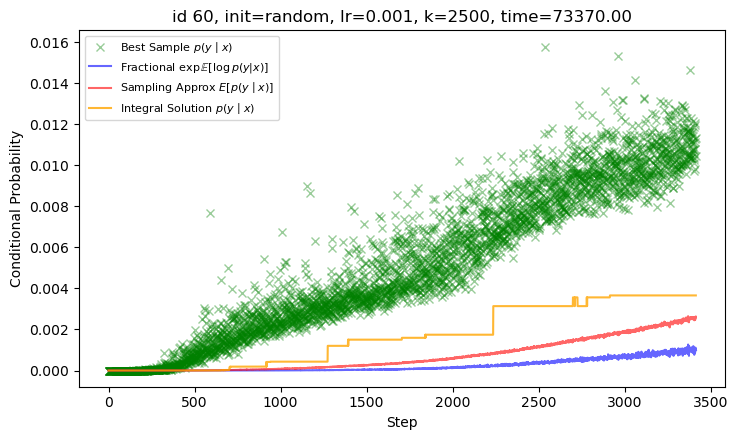 id 60, init=random, lr=0.001, k=2500, time=73370.00
Best Sample p(y | x)
Fractional exp𝔼[log p(y|x)]
Sampling Approx E[p(y | x)]
Integral Solution p(y | x)
Conditional Probability
0.016
0.014
0.012
0.010
0.008
0.006
0.004
0.002
0.000
0
500
1000
1500
2000
2500
3000
3500
Step